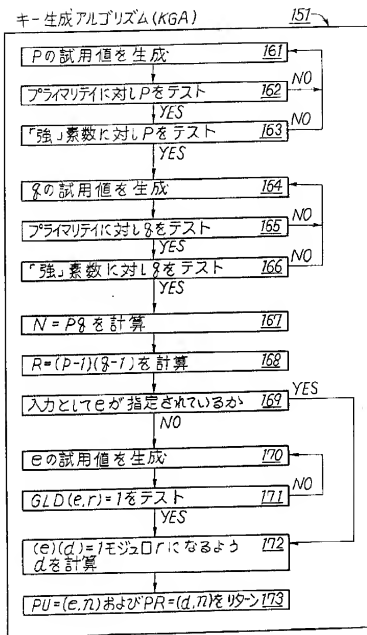 キー生成アルゴリズム(KGA)
151
Pの試用値を生成 161
プライマリティに対しPをテスト 162
NO
YES
「強」素数に対しPをテスト 163
NO
YES
qの試用値を生成 164
プライマリティに対しqをテスト 165
NO
YES
「強」素数に対しqをテスト 166
NO
YES
N=Pqを計算 167
R=(P-1)(q-1)を計算 168
入力としてeが指定されているか 169
YES
NO
eの試用値を生成 170
GLD(e,r)=1をテスト 171
NO
YES
(e)(d)=1モジュロrになるよう
dを計算 172
PU=(e,n)およびPR=(d,n)をリターン 173